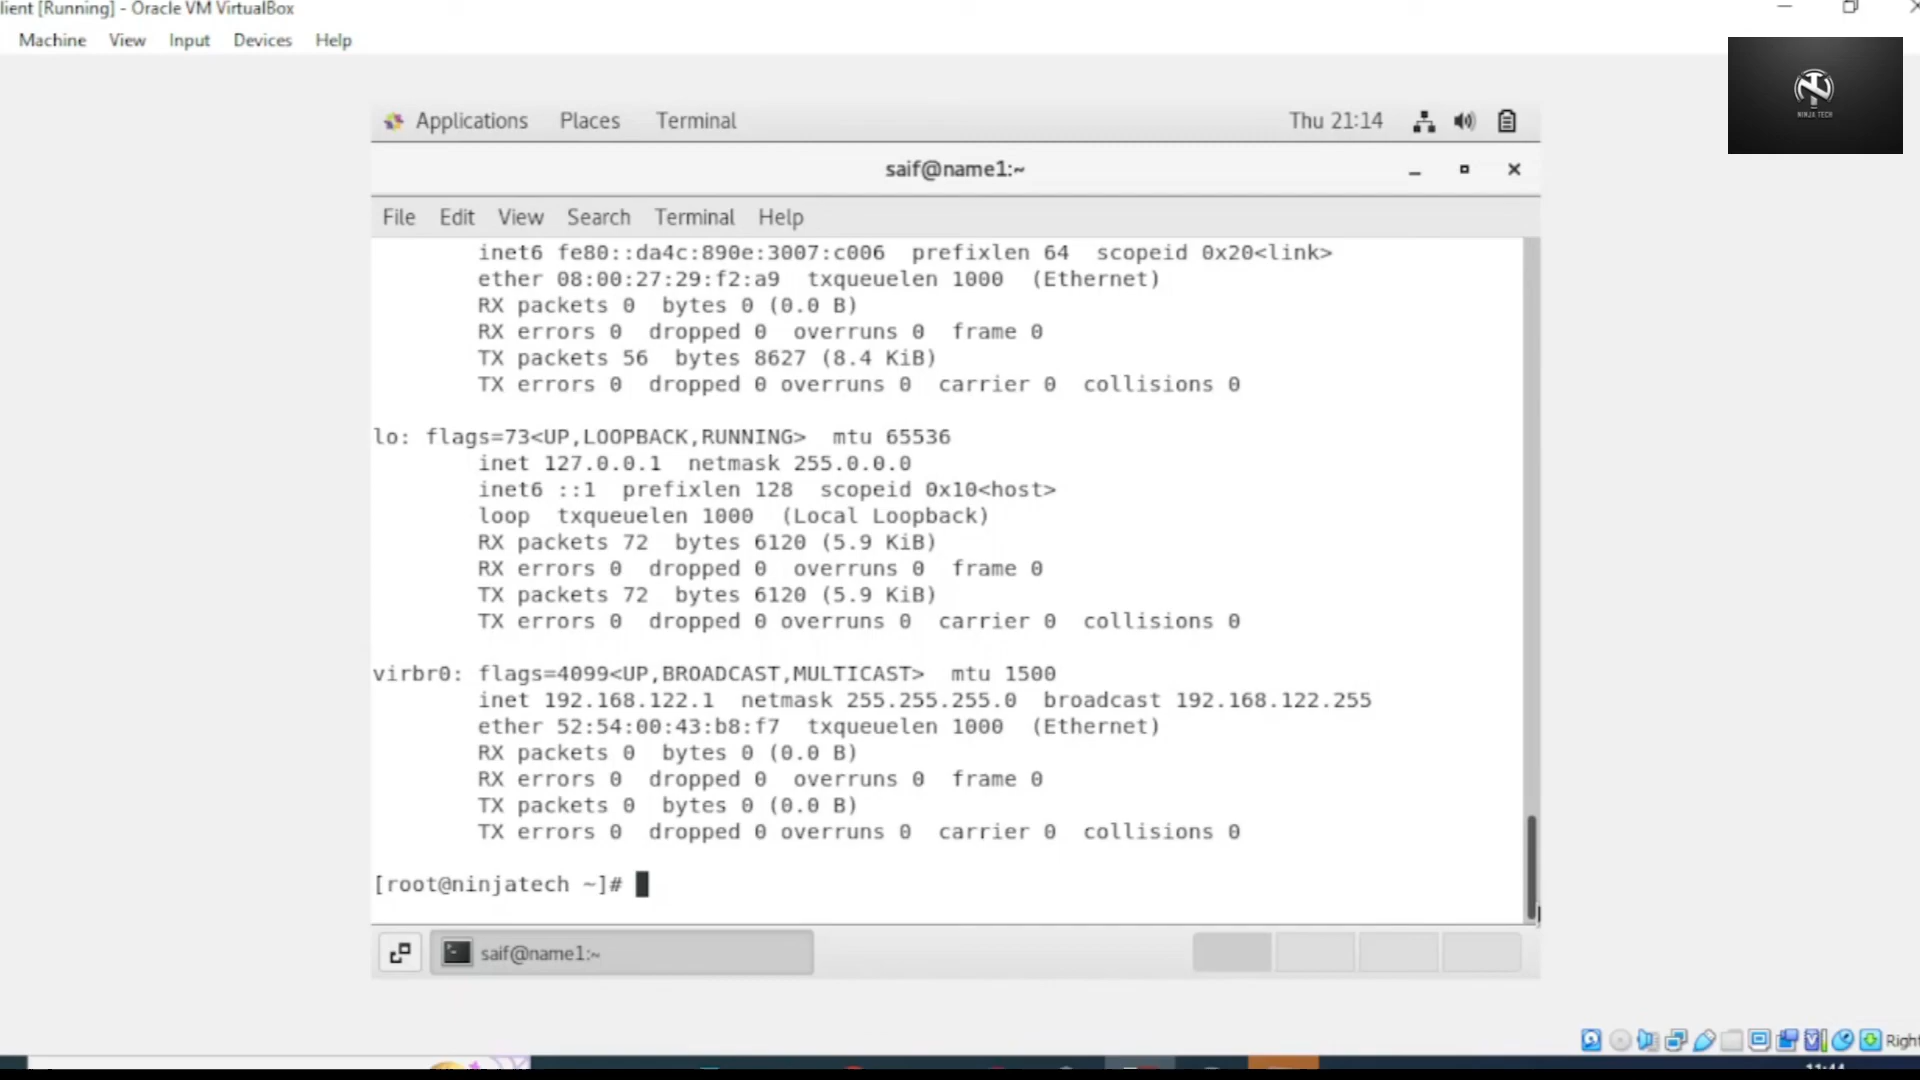 lient [Running] - Oracle VM VirtualBox
Machine View Input Devices Help
NINJA TECH
Applications Places Terminal Thu 21:14
saif@name1:~
File Edit View Search Terminal Help
inet6 fe80::da4c:890e:3007:c006 prefixlen 64 scopeid 0x20<link>
ether 08:00:27:29:f2:a9 txqueuelen 1000 (Ethernet)
RX packets 0 bytes 0 (0.0 B)
RX errors 0 dropped 0 overruns 0 frame 0
TX packets 56 bytes 8627 (8.4 KiB)
TX errors 0 dropped 0 overruns 0 carrier 0 collisions 0
lo: flags=73<UP,LOOPBACK,RUNNING> mtu 65536
inet 127.0.0.1 netmask 255.0.0.0
inet6 ::1 prefixlen 128 scopeid 0x10<host>
loop txqueuelen 1000 (Local Loopback)
RX packets 72 bytes 6120 (5.9 KiB)
RX errors 0 dropped 0 overruns 0 frame 0
TX packets 72 bytes 6120 (5.9 KiB)
TX errors 0 dropped 0 overruns 0 carrier 0 collisions 0
virbr0: flags=4099<UP,BROADCAST,MULTICAST> mtu 1500
inet 192.168.122.1 netmask 255.255.255.0 broadcast 192.168.122.255
ether 52:54:00:43:b8:f7 txqueuelen 1000 (Ethernet)
RX packets 0 bytes 0 (0.0 B)
RX errors 0 dropped 0 overruns 0 frame 0
TX packets 0 bytes 0 (0.0 B)
TX errors 0 dropped 0 overruns 0 carrier 0 collisions 0
[root@ninjatech ~]#
saif@name1:~
Right